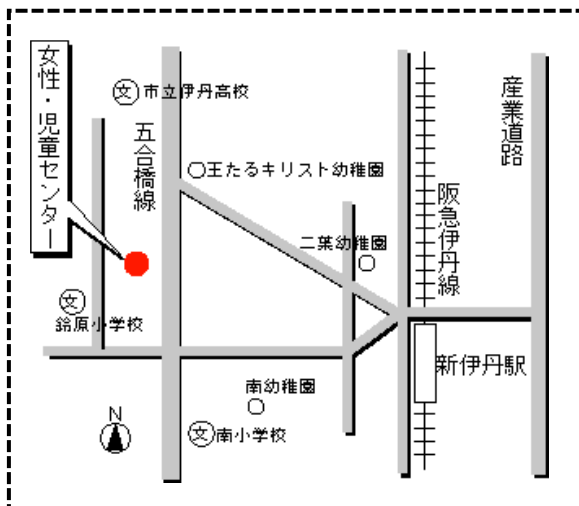 女性・児童センター
文市立伊丹高校
五合橋線
王たるキリスト幼稚園
産業道路
阪急伊丹線
二葉幼稚園
文
鈴原小学校
新伊丹駅
南幼稚園
N
文南小学校